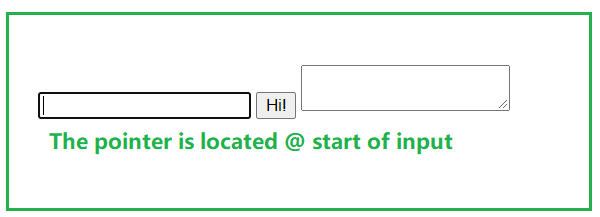 Hi!
The pointer is located @ start of input